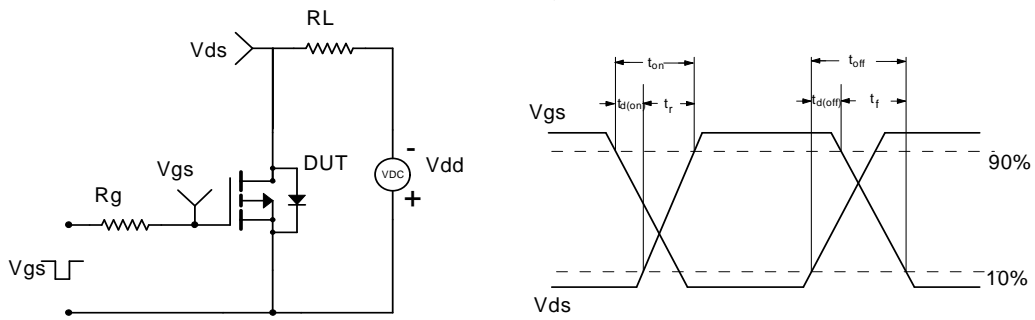 RL
Vds
Vgs
DUT
VDC
Vdd
-
+
Rg
Vgs
ton
toff
td(on)
tr
td(off)
tf
Vgs
90%
10%
Vds